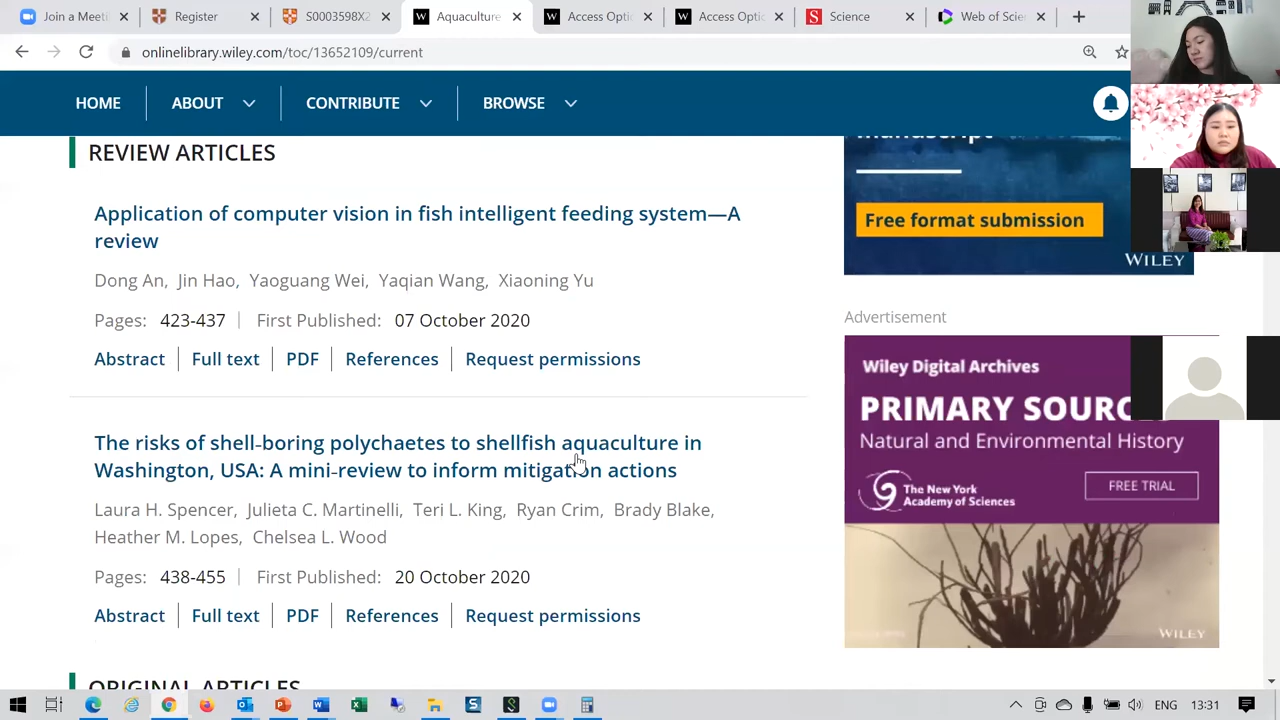 Join a Meeti
Register
S000359RX2
Aquaculture
Access Optic
Access Optic
Scro
Web of Scien
onlinelibrary.wiley.com/toc/13652109/current
HOME
ABOUT
CONTRIBUTE
BROWSE
REVIEW ARTICLES
Application of computer vision in fish intelligent feeding system—A
review
Dong An, Jin Hao, Yaoguang Wei, Yaqian Wang, Xiaoning Yu
Pages: 423-437 | First Published: 07 October 2020
Abstract | Full text | PDF | References | Request permissions
The risks of shell-boring polychaetes to shellfish aquaculture in
Washington, USA: A mini-review to inform mitigation actions
Laura H. Spencer, Julieta C. Martinelli, Teri L. King, Ryan Crim, Brady Blake,
Heather M. Lopes, Chelsea L. Wood
Pages: 438-455 | First Published: 20 October 2020
Abstract | Full text | PDF | References | Request permissions
ORIGINAL ARTICLES
manuscript
Free format submission
WILEY
Advertisement
Wiley Digital Archives
PRIMARY SOURC
Natural and Environmental History
The New York
Academy of Sciences
FREE TRIAL
WILEY
13:31